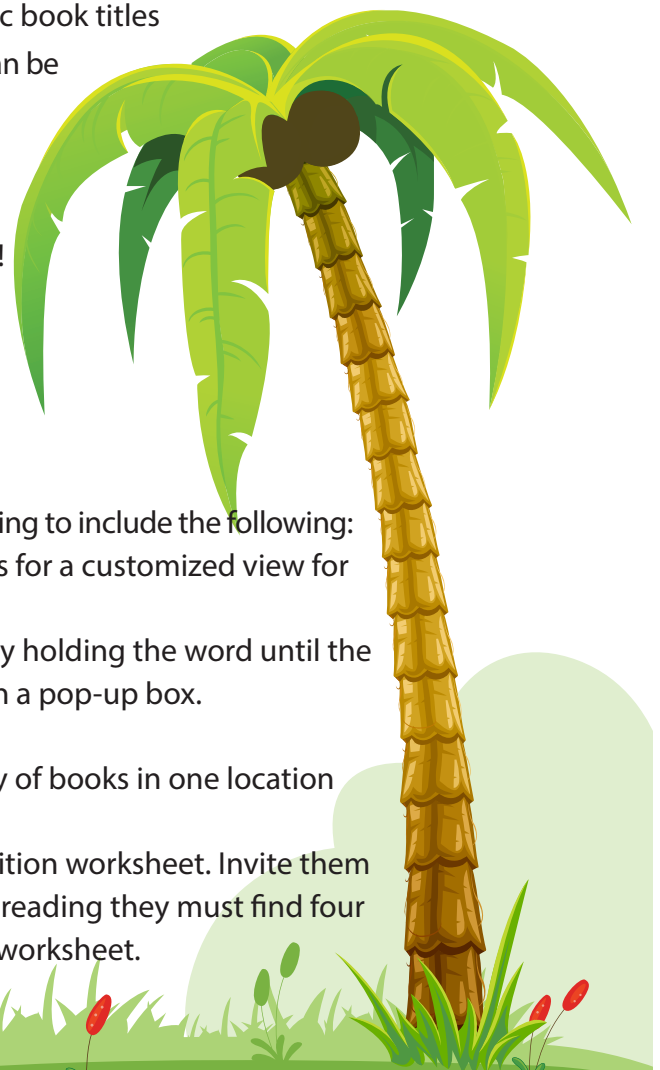 c book titles
an be
!
ing to include the following:
s for a customized view for
y holding the word until the
n a pop-up box.
y of books in one location
ition worksheet. Invite them
reading they must find four
worksheet.